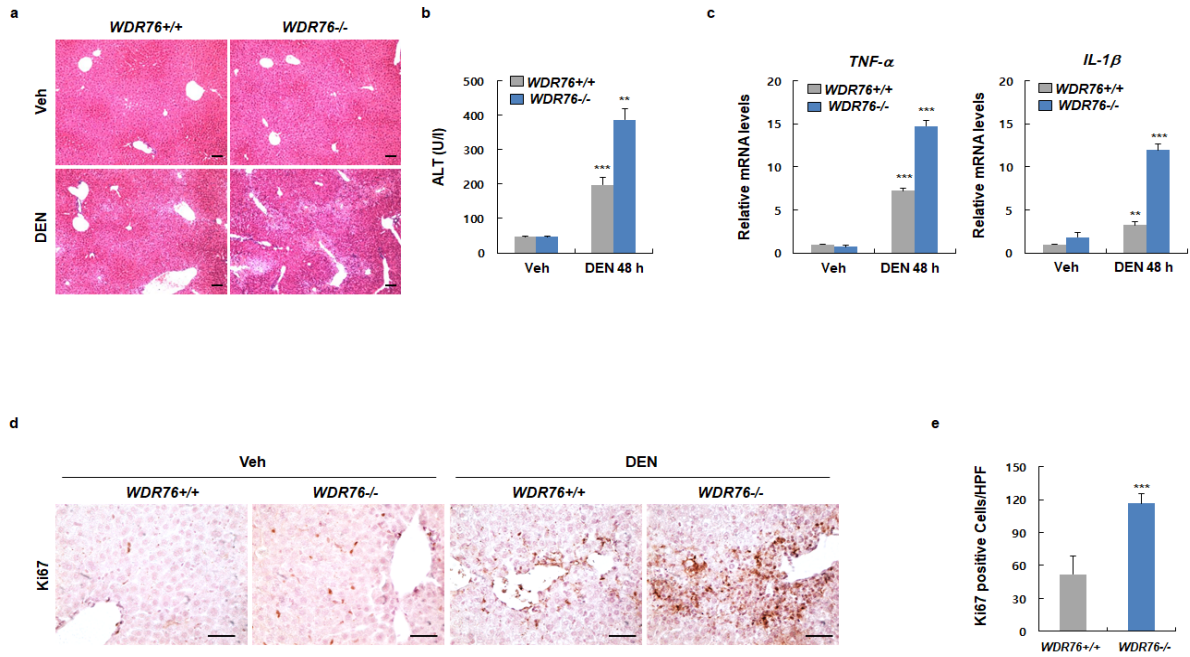 a
WDR76+/+ WDR76-/-
Veh
DEN
b
ALT (U/l)
500
400
300
200
100
0
WDR76+/+
WDR76-/-
***
**
Veh DEN 48 h
c
TNF-α
Relative mRNA levels
20
15
10
5
0
WDR76+/+
WDR76-/-
***
***
Veh DEN 48 h
IL-1β
Relative mRNA levels
20
15
10
5
0
WDR76+/+
WDR76-/-
**
***
Veh DEN 48 h
d
Veh DEN
WDR76+/+ WDR76-/- WDR76+/+ WDR76-/-
Ki67
e
Ki67 positive Cells/HPF
150
120
90
60
30
0
***
WDR76+/+ WDR76-/-